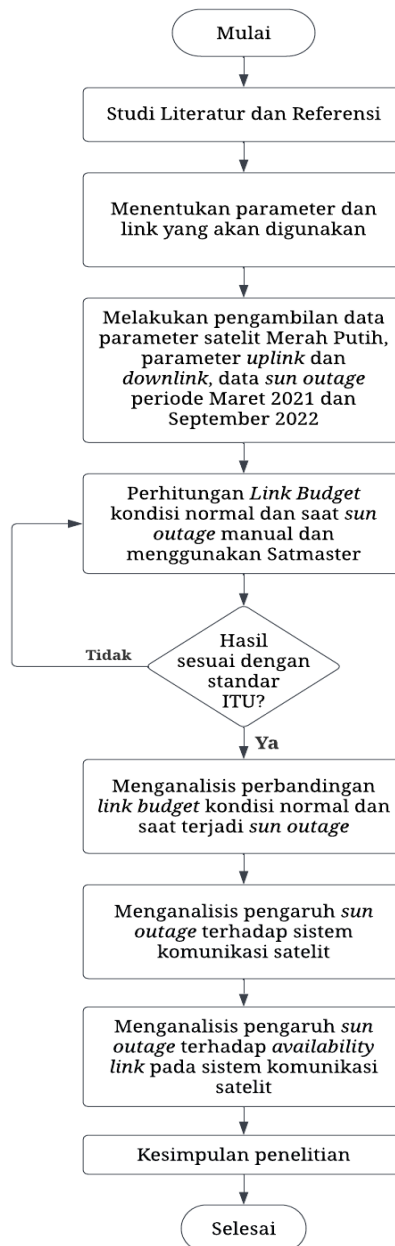 Mulai
Studi Literatur dan Referensi
Menentukan parameter dan
link yang akan digunakan
Melakukan pengambilan data
parameter satelit Merah Putih,
parameter uplink dan
downlink, data sun outage
periode Maret 2021 dan
September 2022
Perhitungan Link Budget
kondisi normal dan saat sun
outage manual dan
menggunakan Satmaster
Hasil
sesuai dengan
standar
ITU?
Tidak
Ya
Menganalisis perbandingan
link budget kondisi normal dan
saat terjadi sun outage
Menganalisis pengaruh sun
outage terhadap sistem
komunikasi satelit
Menganalisis pengaruh sun
outage terhadap availability
link pada sistem komunikasi
satelit
Kesimpulan penelitian
Selesai